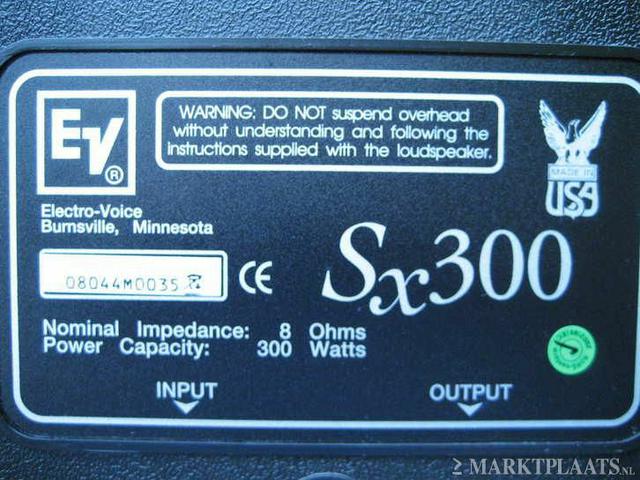 EV®
WARNING: DO NOT suspend overhead
without understanding and following the
instructions supplied with the loudspeaker.
MADE IN
USA
Electro-Voice
Burnsville, Minnesota
08044M0035
CE
Sx300
Nominal Impedance: 8 Ohms
Power Capacity: 300 Watts
INPUT
OUTPUT
MARKTPLAATS.NL